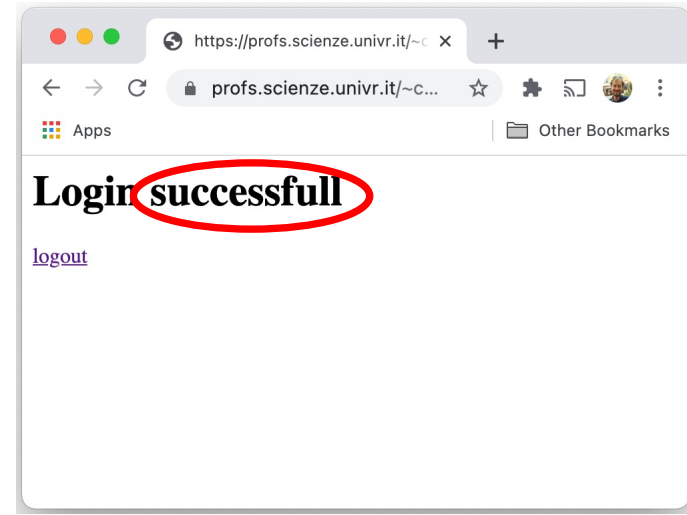 https://profs.scienze.univr.it/~c
profs.scienze.univr.it/~c...
Apps
Other Bookmarks
Login successfull
logout